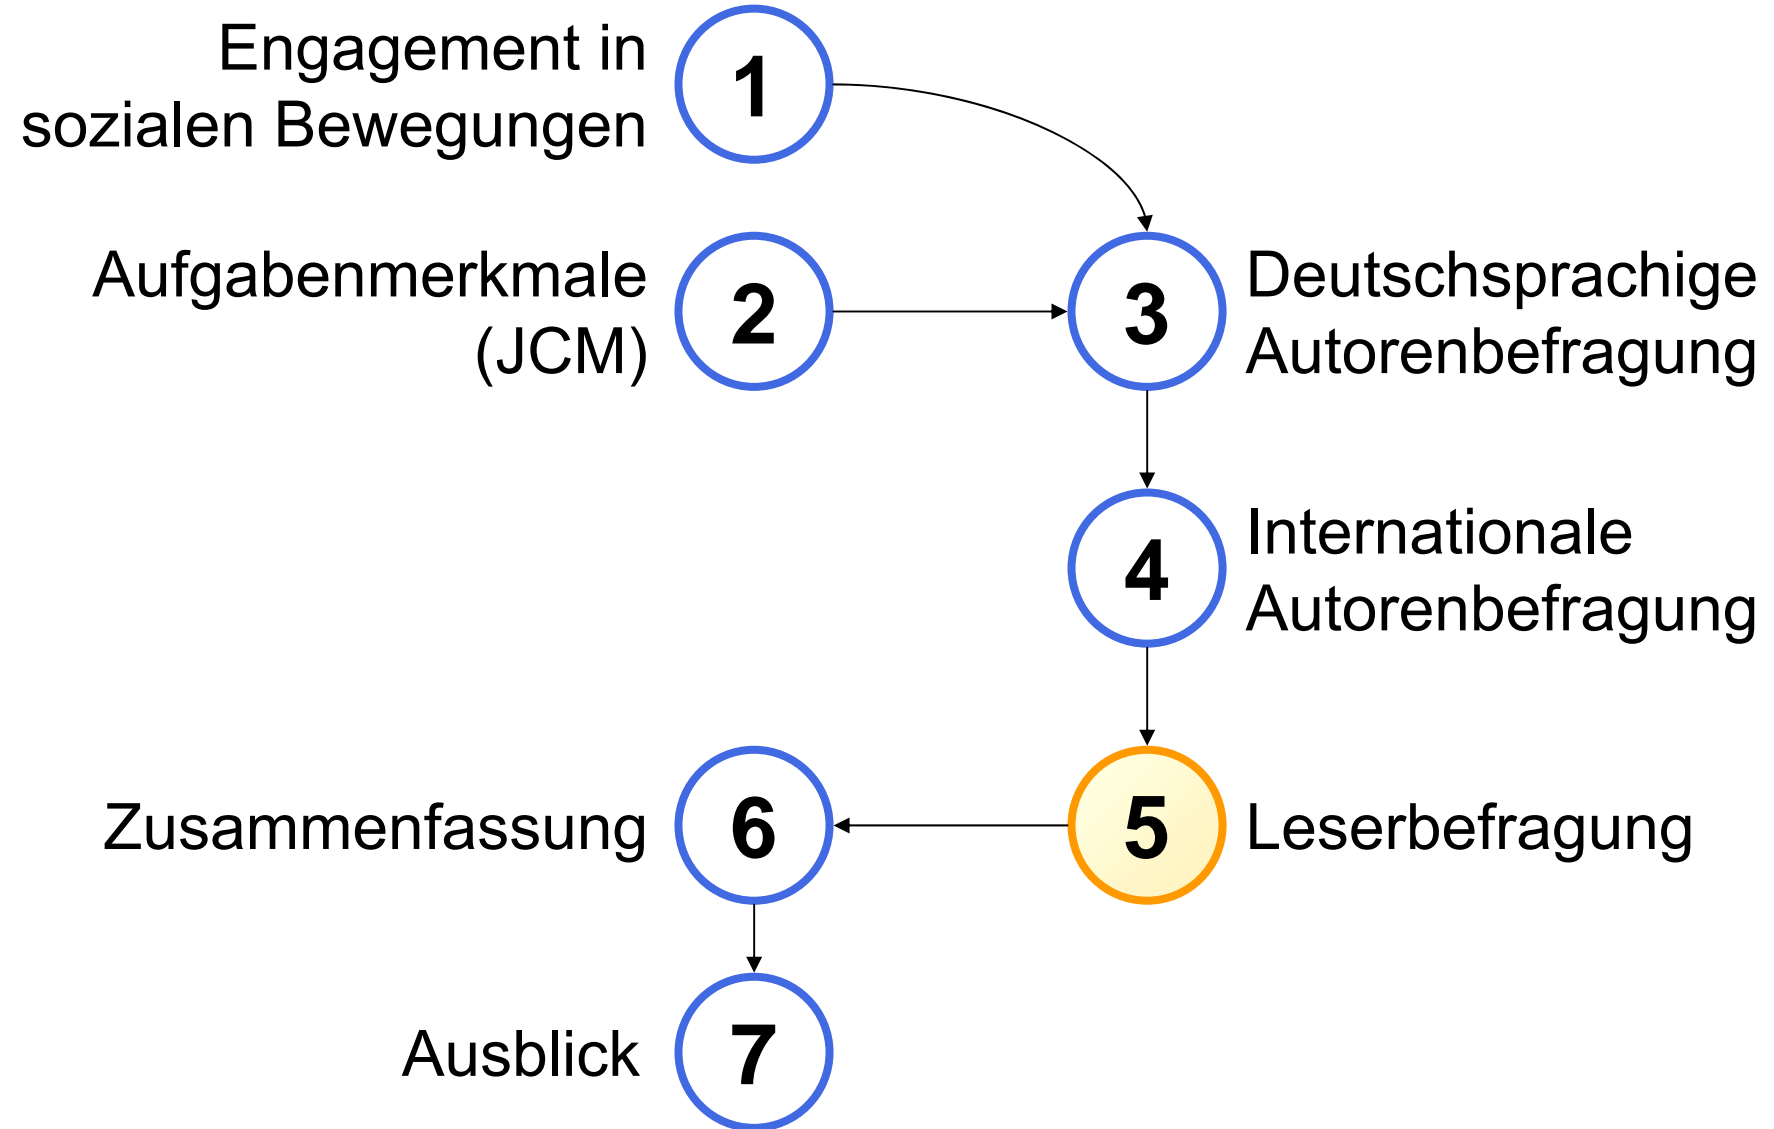 Engagement in
sozialen Bewegungen
1
Aufgabenmerkmale
(JCM)
2
3
Deutschsprachige
Autorenbefragung
4
Internationale
Autorenbefragung
5
Leserbefragung
Zusammenfassung
6
Ausblick
7